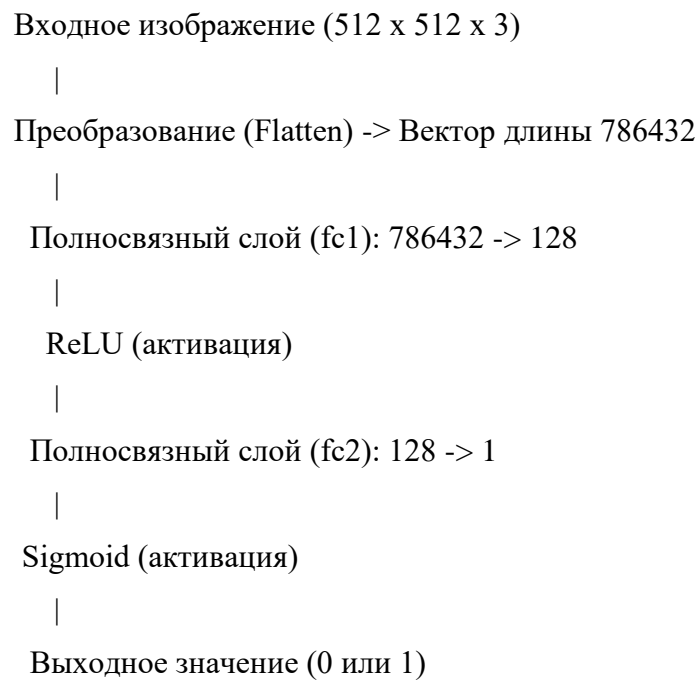 Входное изображение (512 x 512 x 3)
|
Преобразование (Flatten) -> Вектор длины 786432
|
Полносвязный слой (fc1): 786432 -> 128
|
ReLU (активация)
|
Полносвязный слой (fc2): 128 -> 1
|
Sigmoid (активация)
|
Выходное значение (0 или 1)